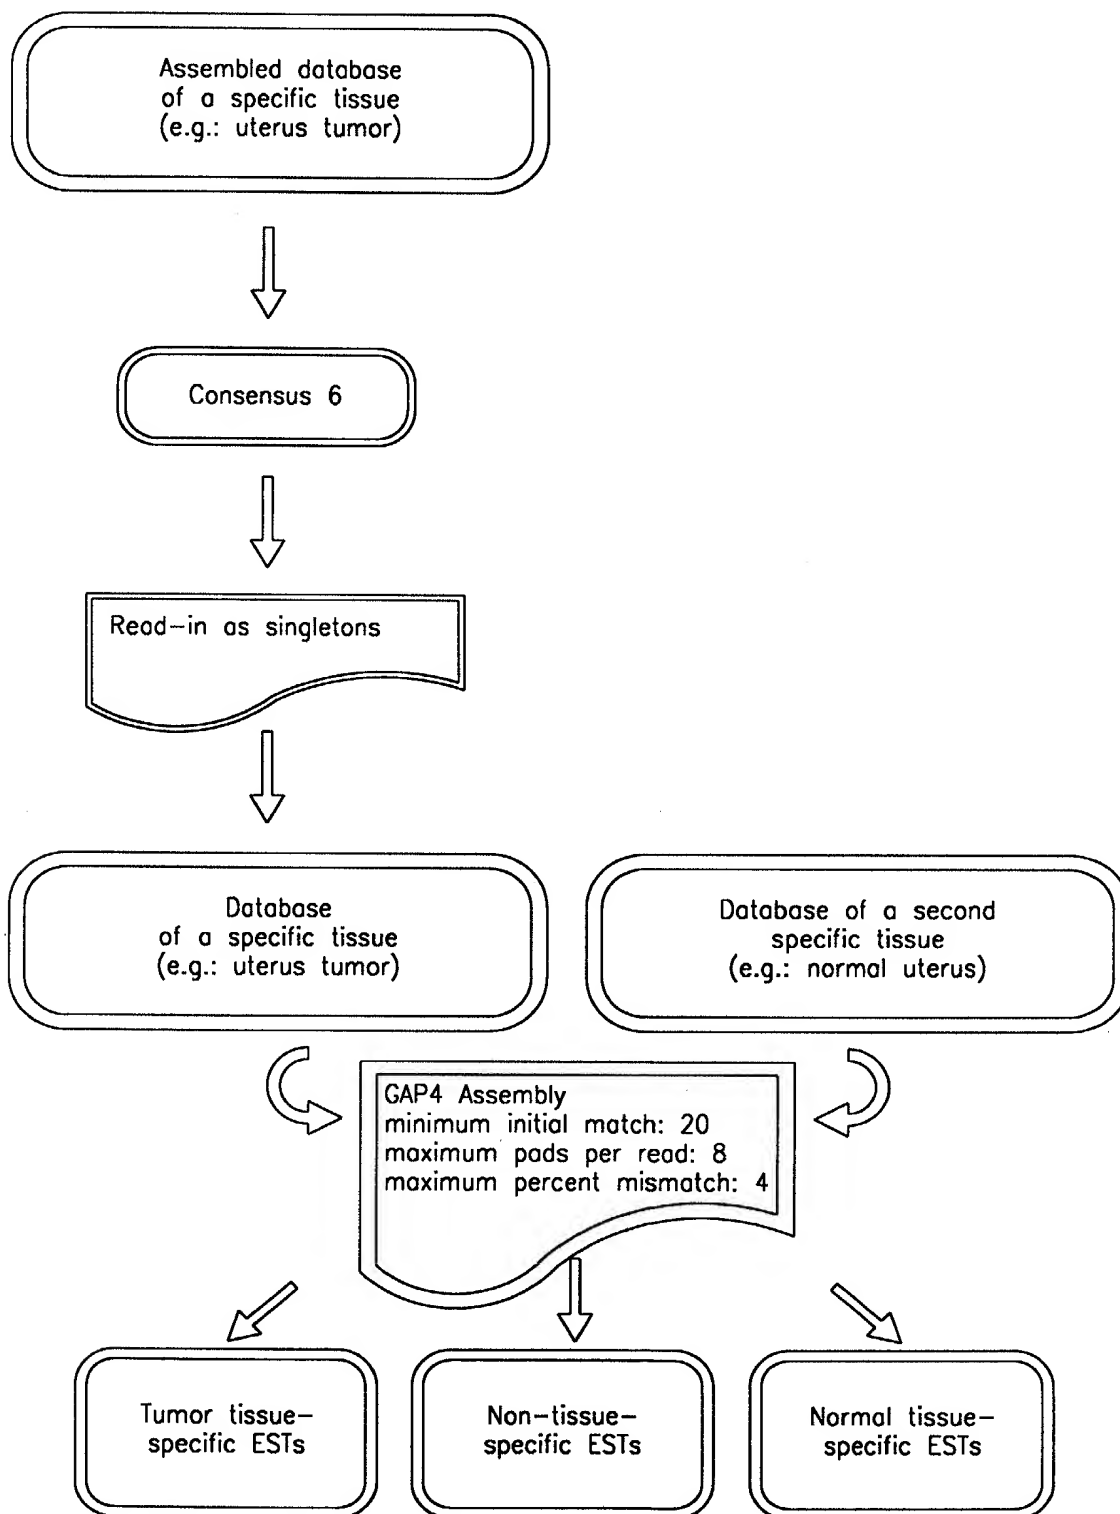 Assembled database
of a specific tissue
(e.g.: uterus tumor)
Consensus 6
Read-in as singletons
Database
of a specific tissue
(e.g.: uterus tumor)
Database of a second
specific tissue
(e.g.: normal uterus)
GAP4 Assembly
minimum initial match: 20
maximum pads per read: 8
maximum percent mismatch: 4
Tumor tissue-
specific ESTs
Non-tissue-
specific ESTs
Normal tissue-
specific ESTs